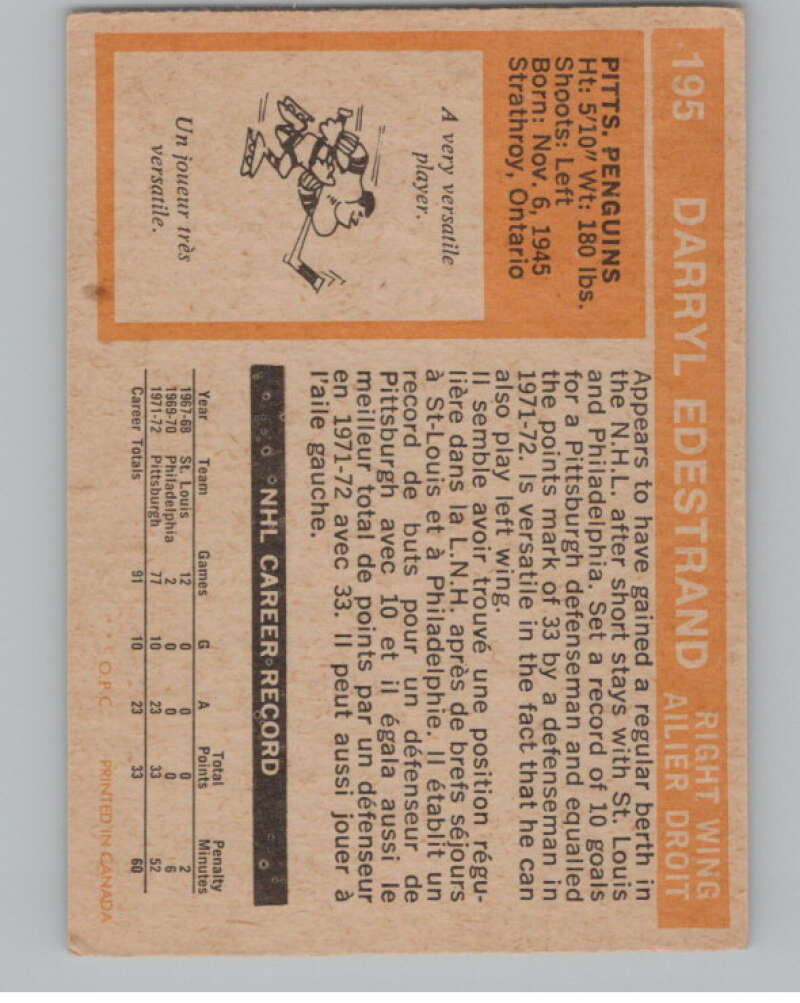 195 DARRYL EDESTRAND RIGHT WING
AILIER DROIT
PITTS. PENGUINS
Ht: 5/10" Wt: 180 lbs.
Shoots: Left
Born: Nov. 6, 1945
Strathroy, Ontario
A very versatile
player.
Un joueur très
versatile.
Appears to have gained a regular berth in
the N.H.L. after short stays with St. Louis
and Philadelphia. Set a record of 10 goals
for a Pittsburgh defenseman and equalled
the points mark of 33 by a defenseman in
1971-72. Is versatile in the fact that he can
also play left wing.
Il semble avoir trouvé une position régu-
lière dans la L.N.H. après de brefs séjours
à St-Louis et à Philadelphie. Il établit un
record de buts pour un défenseur de
Pittsburgh avec 10 et il égala aussi le
meilleur total de points par un défenseur
en 1971-72 avec 33. Il peut aussi jouer à
l'aile gauche.
NHL CAREER RECORD
Year Team Games G A Total Points Penalty Minutes
1967-68 St. Louis 12 0 0 0 2
1969-70 Philadelphia 2 0 0 0 6
1971-72 Pittsburgh 77 10 23 33 52
Career Totals 91 10 23 33 60
O.P.C. PRINTED IN CANADA